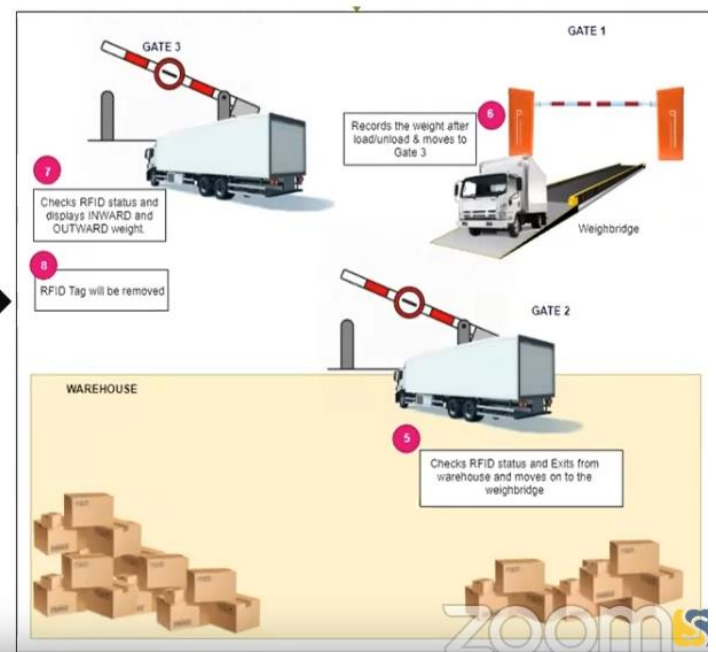 GATE 3
GATE 1
6
Records the weight after
load/unload & moves to
Gate 3
7
Checks RFID status and
displays INWARD and
OUTWARD weight.
Weighbridge
8
RFID Tag will be removed
GATE 2
WAREHOUSE
5
Checks RFID status and Exits from
warehouse and moves on to the
weighbridge
zoom